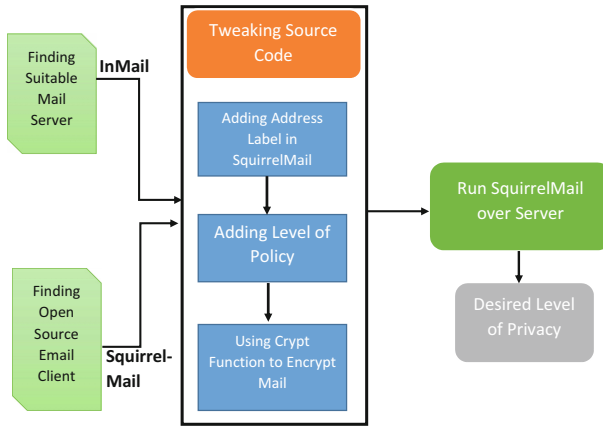 Finding
Suitable
Mail
Server
InMail
Finding
Open
Source
Email
Client
Squirrel-
Mail
Tweaking Source
Code
Adding Address
Label in
SquirrelMail
Adding Level of
Policy
Using Crypt
Function to Encrypt
Mail
Run SquirrelMail
over Server
Desired Level
of Privacy